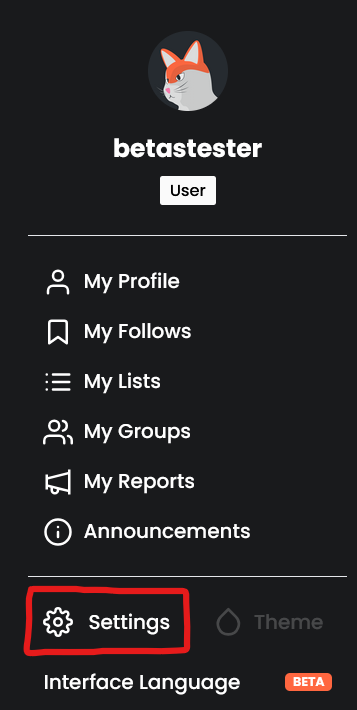 betastester
User
My Profile
My Follows
My Lists
My Groups
My Reports
Announcements
Settings Theme
Interface Language BETA